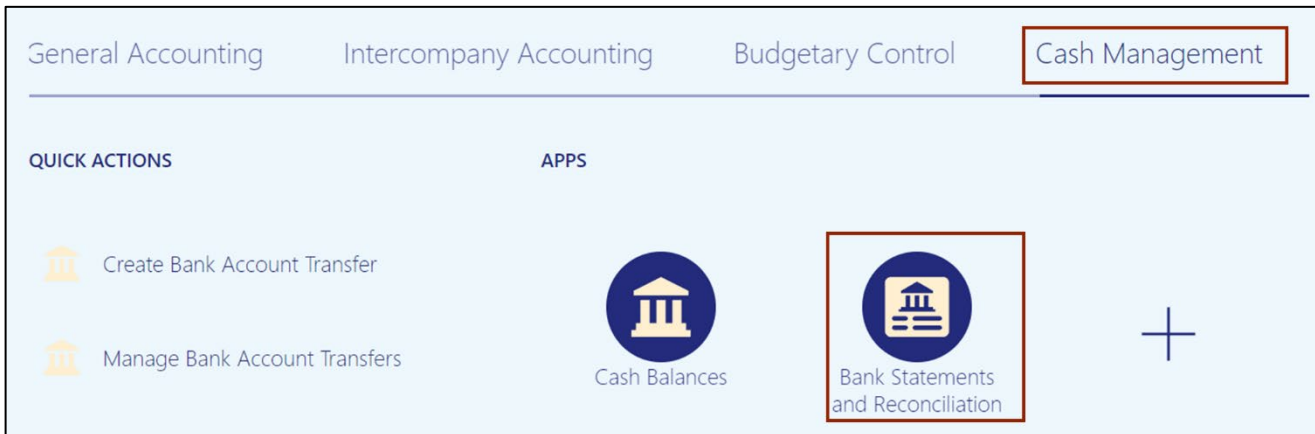 General Accounting
Intercompany Accounting
Budgetary Control
Cash Management
QUICK ACTIONS
Create Bank Account Transfer
Manage Bank Account Transfers
APPS
Cash Balances
Bank Statements
and Reconciliation